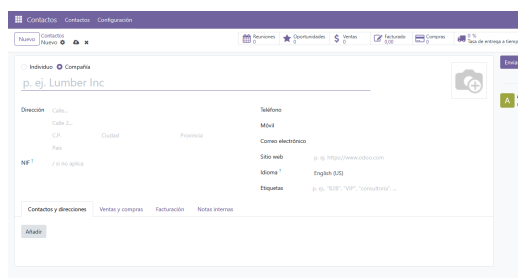 Contactos Contactos Configuración
Nuevo Contactos Nuevo
Reuniones 0
Oportunidades 0
Ventas 0
Facturado 0,00
Compras 0
0 % Tasa de entrega a tiemp
Envia
Individuo Compañía
p. ej. Lumber Inc
A
Dirección Calle...
Calle 2...
C.P. Ciudad Provincia
País
NIF ? / si no aplica
Teléfono
Móvil
Correo electrónico
Sitio web p. ej. https://www.odoo.com
Idioma ? English (US)
Etiquetas p. ej. "B2B", "VIP", "consultoría", ...
Contactos y direcciones Ventas y compras Facturación Notas internas
Añadir